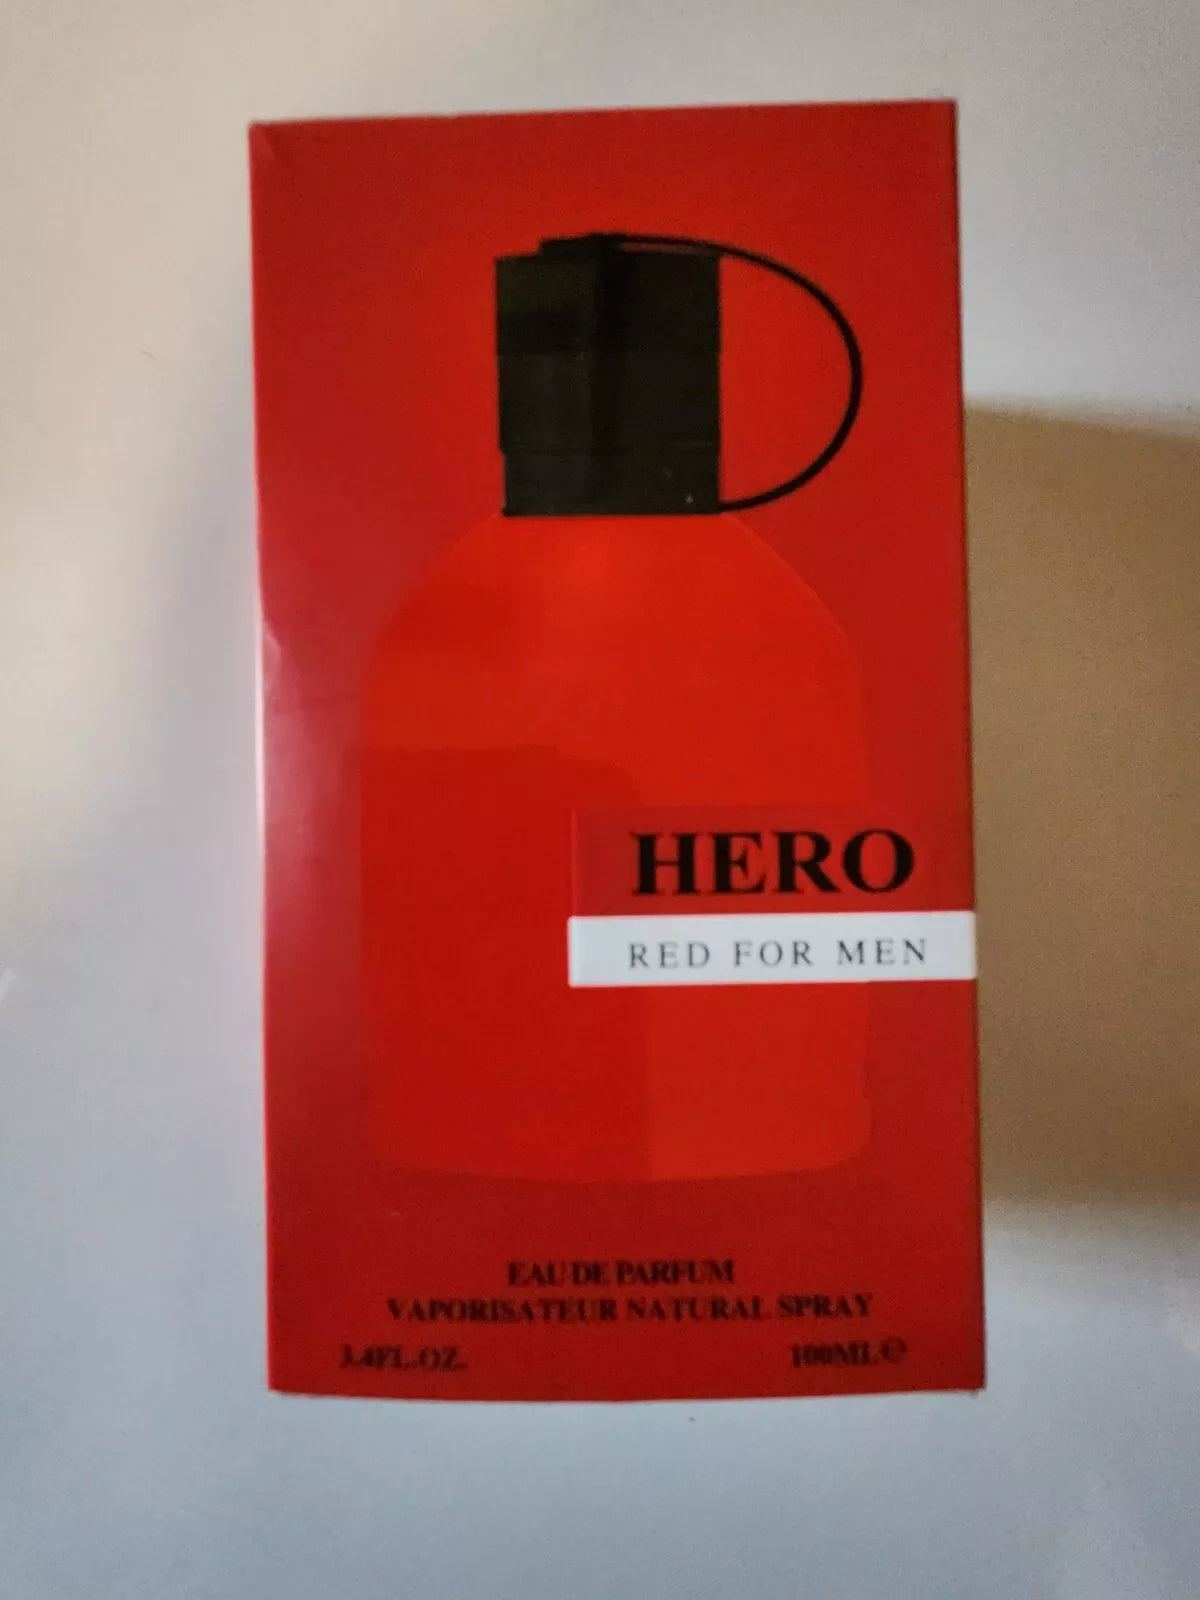 HERO
RED FOR MEN
EAU DE PARFUM
VAPORISATEUR NATURAL SPRAY
3.4FL.OZ.
100ML℮